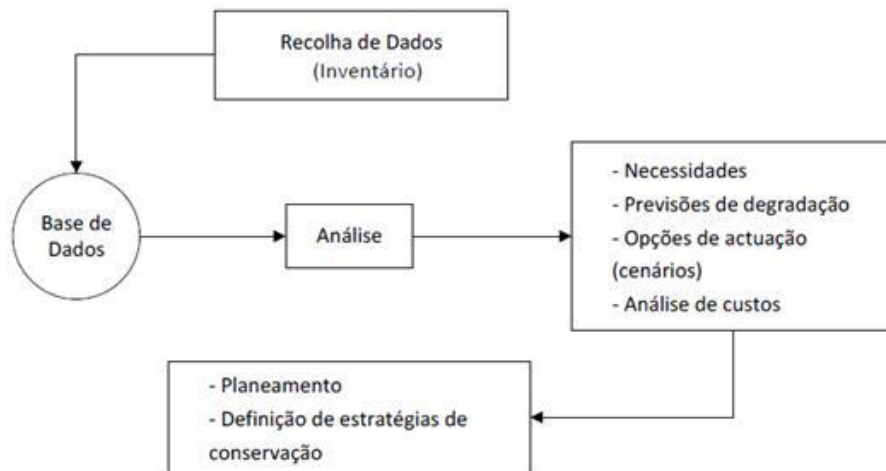 Recolha de Dados
(Inventário)
Base de
Dados
Análise
- Necessidades
- Previsões de degradação
- Opções de actuação
(cenários)
- Análise de custos
- Planeamento
- Definição de estratégias de
conservação